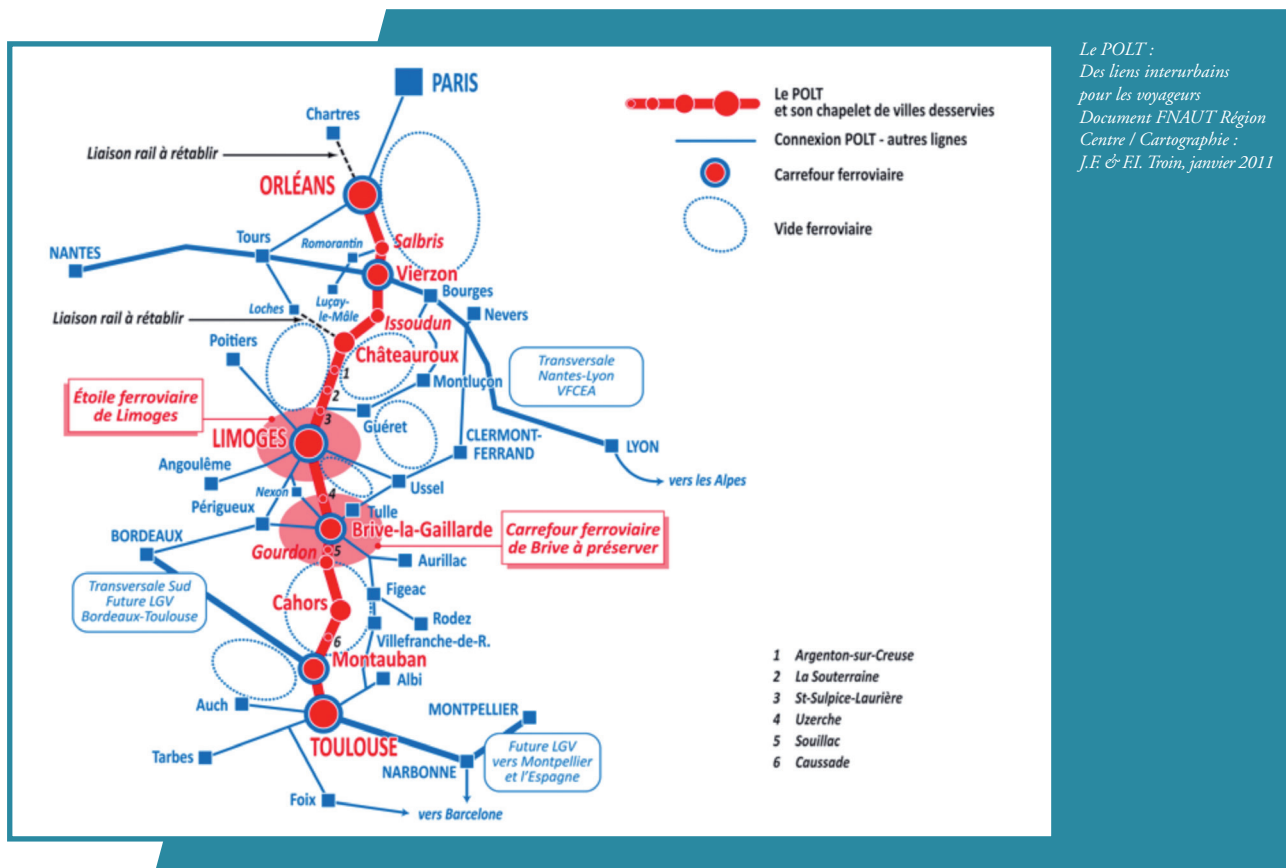 Le POLT :
Des liens interurbains
pour les voyageurs
Document FNAUT Région
Centre / Cartographie :
J.F. & F.I. Troin, janvier 2011
PARIS
Chartres
Liaison rail à rétablir
ORLÉANS
Le POLT
et son chapelet de villes desservies
Connexion POLT - autres lignes
Carrefour ferroviaire
Vide ferroviaire
Tours
Romorantin
Salbris
NANTES
Vierzon
Bourges
Loches
Luçay-
le-Mâle
Nevers
Liaison rail à rétablir
Issoudun
Poitiers
Châteauroux
1
Transversale
Nantes-Lyon
VFCEA
Montluçon
2
Étoile ferroviaire
de Limoges
3
Guéret
LIMOGES
CLERMONT-
FERRAND
LYON
Angoulême
vers les Alpes
Nexon
4
Ussel
Périgueux
Tulle
BORDEAUX
Brive-la-Gaillarde
Carrefour ferroviaire
de Brive à préserver
Gourdon
5
Aurillac
Transversale Sud
Future LGV
Bordeaux-Toulouse
Figeac
Cahors
Rodez
6
Villefranche-de-R.
Montauban
Albi
Auch
MONTPELLIER
TOULOUSE
Tarbes
NARBONNE
Future LGV
vers Montpellier
et l'Espagne
Foix
vers Barcelone
1 Argenton-sur-Creuse
2 La Souterraine
3 St-Sulpice-Laurière
4 Uzerche
5 Souillac
6 Caussade